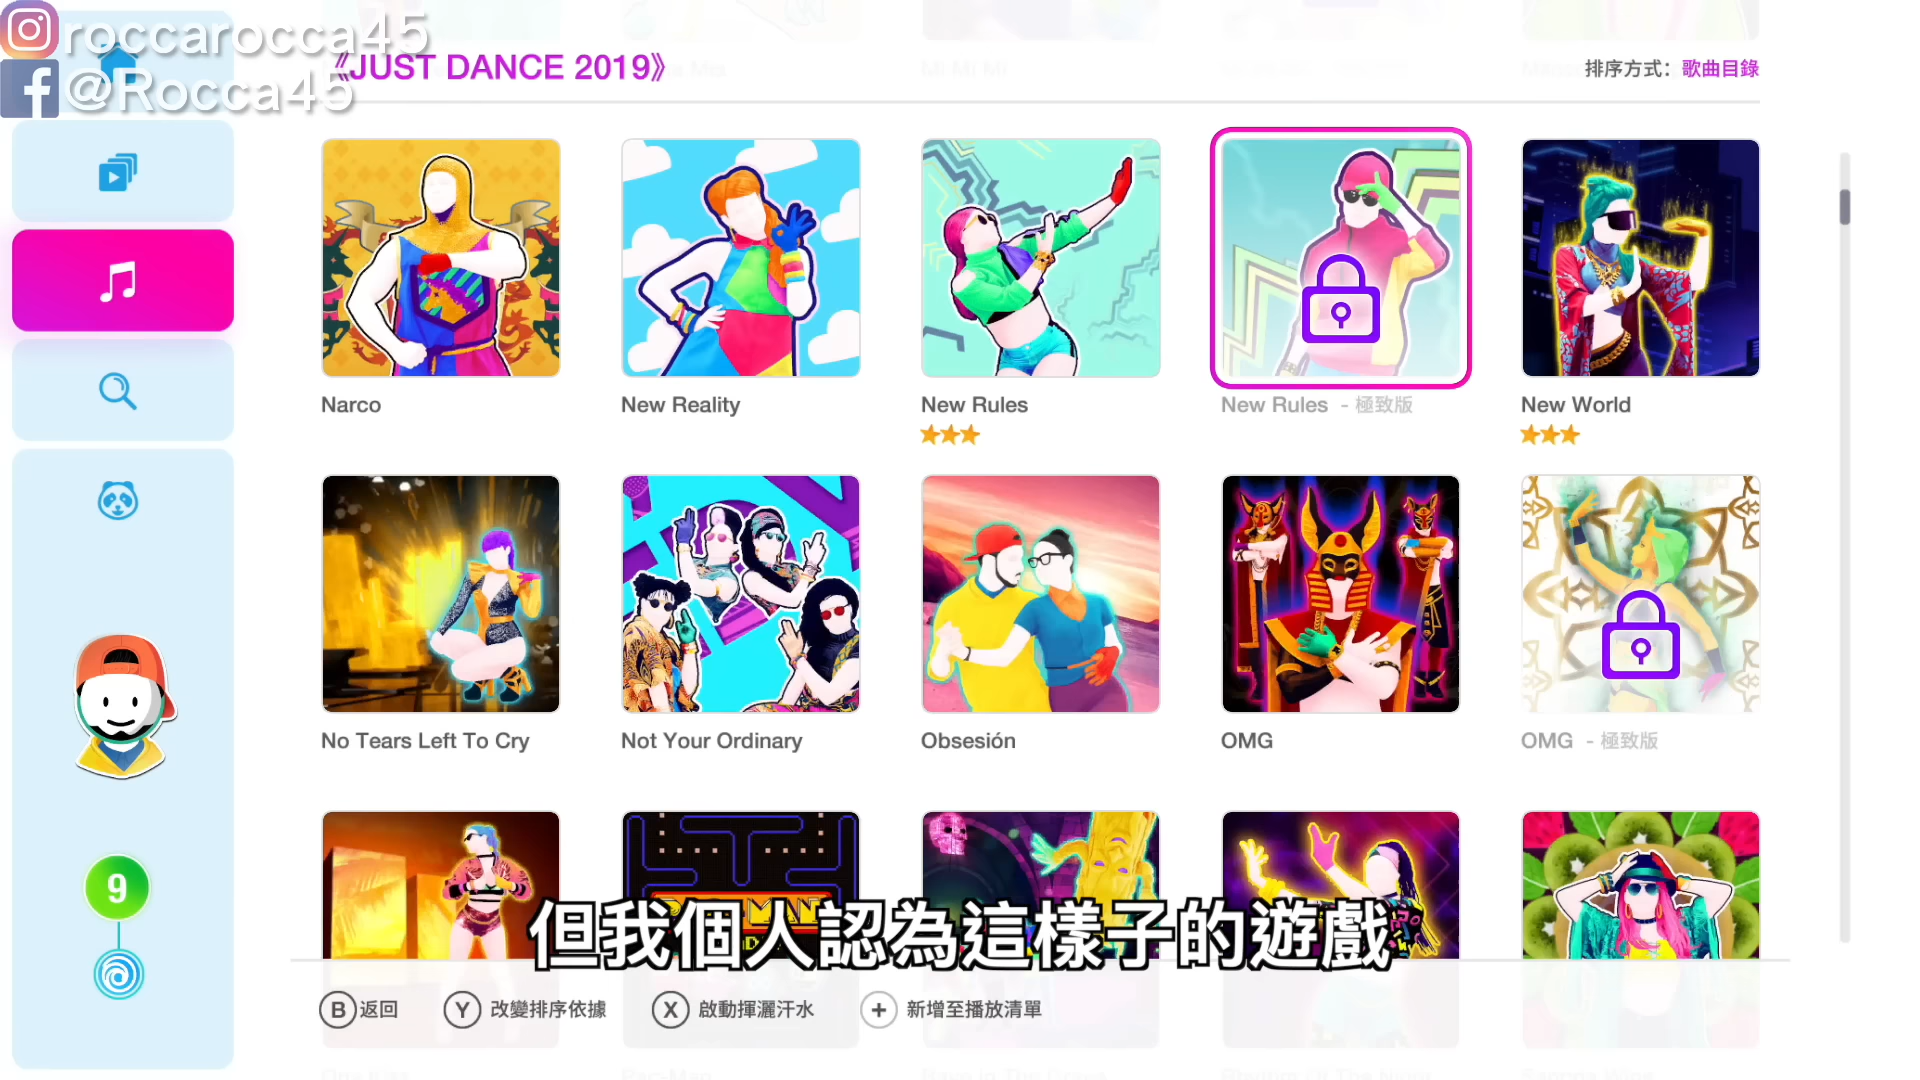 roccarocca45
@Rocca45
《JUST DANCE 2019》
排序方式: 歌曲目錄
Narco
New Reality
New Rules
New Rules - 極致版
New World
No Tears Left To Cry
Not Your Ordinary
Obsesión
OMG
OMG - 極致版
但我個人認為這樣子的遊戲
9
B 返回
Y 改變排序依據
X 啟動揮灑汗水
+ 新增至播放清單